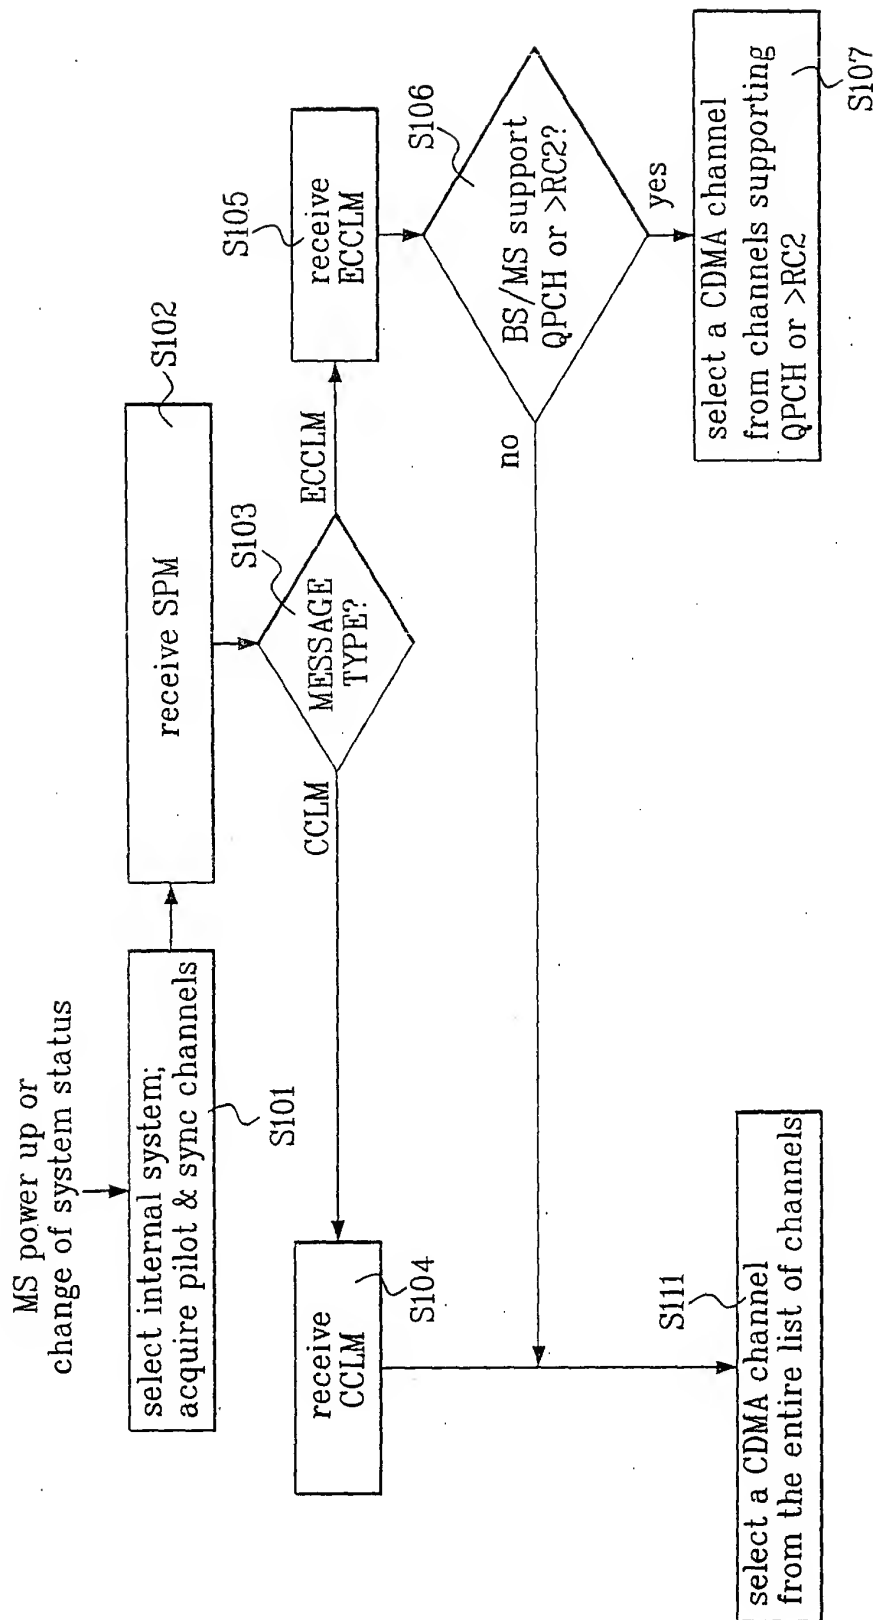 MS power up or
change of system status
select internal system;
acquire pilot & sync channels
S101
receive SPM
S102
MESSAGE
TYPE?
S103
CCLM
ECCLM
receive
CCLM
S104
receive
ECCLM
S105
BS/MS support
QPCH or >RC2?
S106
no
yes
select a CDMA channel
from the entire list of channels
S111
select a CDMA channel
from channels supporting
QPCH or >RC2
S107